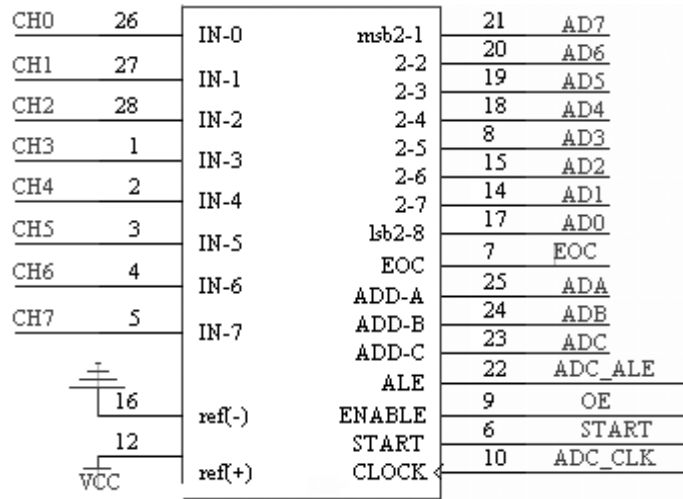 CH0 26 IN-0 msb2-1 21 AD7
2-2 20 AD6
CH1 27 IN-1 2-3 19 AD5
CH2 28 IN-2 2-4 18 AD4
CH3 1 IN-3 2-5 8 AD3
2-6 15 AD2
CH4 2 IN-4 2-7 14 AD1
CH5 3 IN-5 lsb2-8 17 AD0
EOC 7 EOC
CH6 4 IN-6 ADD-A 25 ADA
CH7 5 IN-7 ADD-B 24 ADB
ADD-C 23 ADC
ALE 22 ADC_ALE
16 ref(-) ENABLE 9 OE
12 START 6 START
VCC ref(+) CLOCK 10 ADC_CLK